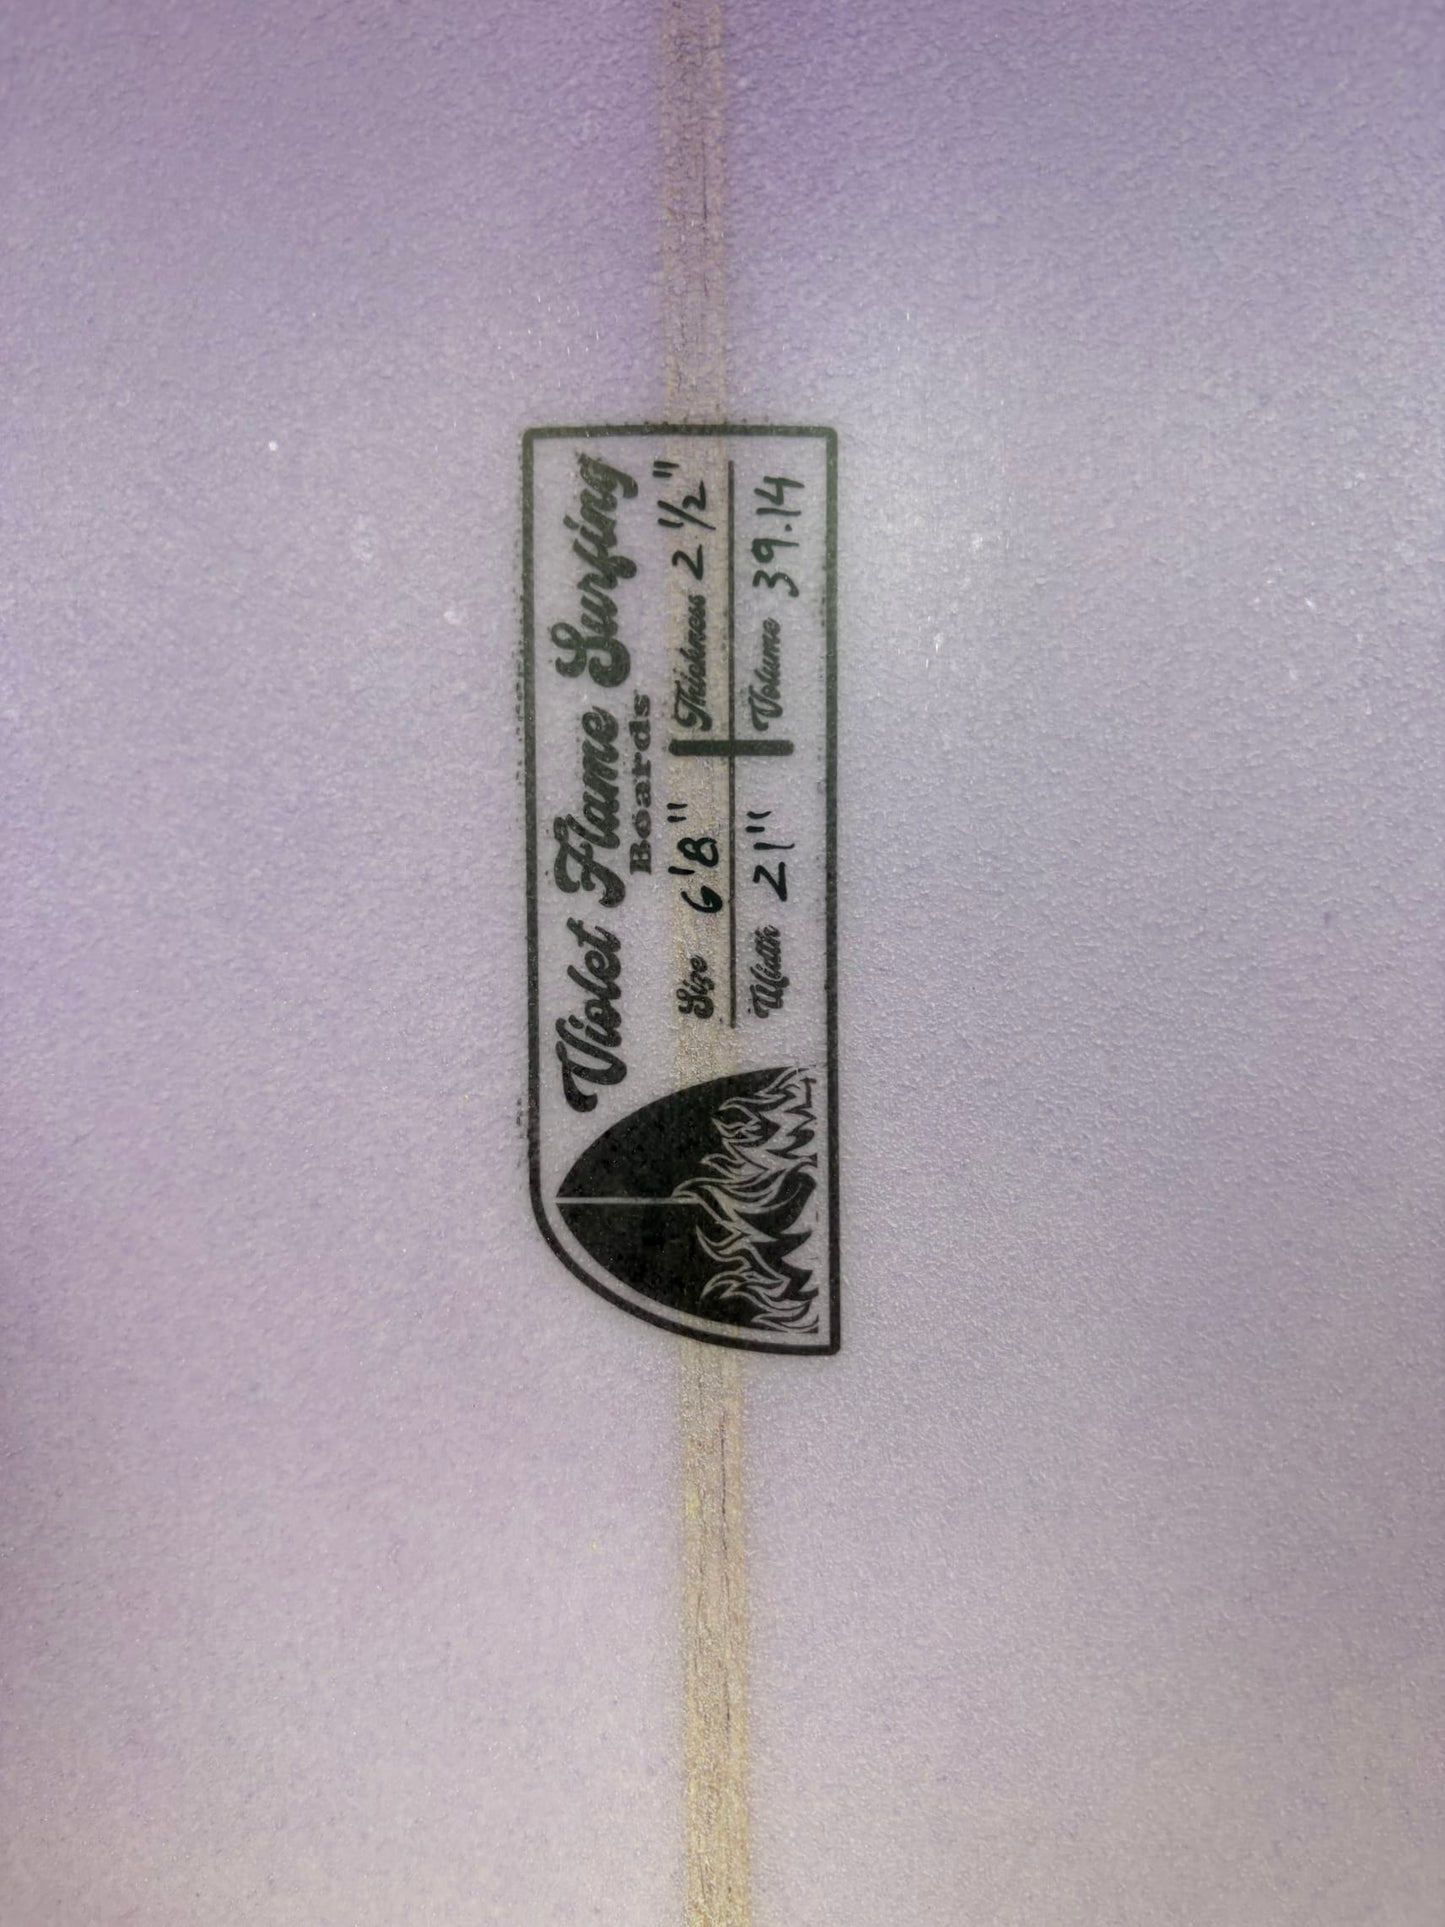 Violet Flame Surfing
Boards
Size 6'8" Thickness 2 1/2"
Width 21" Volume 39.14